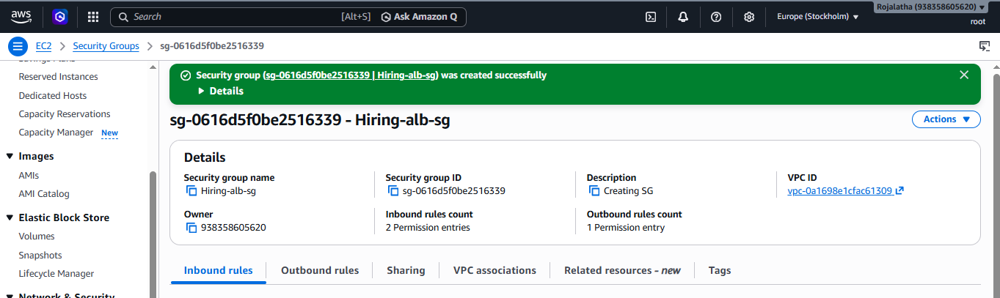 aws Search [Alt+S] Ask Amazon Q Europe (Stockholm) ▼ Rojalatha (938358605620) ▼
root
EC2 > Security Groups > sg-0616d5f0be2516339
Reserved Instances
Dedicated Hosts
Capacity Reservations
Capacity Manager New
▼ Images
AMIs
AMI Catalog
▼ Elastic Block Store
Volumes
Snapshots
Lifecycle Manager
▼ Network & Security
Security group (sg-0616d5f0be2516339 | Hiring-alb-sg) was created successfully
▶ Details
sg-0616d5f0be2516339 - Hiring-alb-sg
Actions ▼
Details
Security group name
Hiring-alb-sg
Security group ID
sg-0616d5f0be2516339
Description
Creating SG
VPC ID
vpc-0a1698e1cfac61309
Owner
938358605620
Inbound rules count
2 Permission entries
Outbound rules count
1 Permission entry
Inbound rules Outbound rules Sharing VPC associations Related resources - new Tags